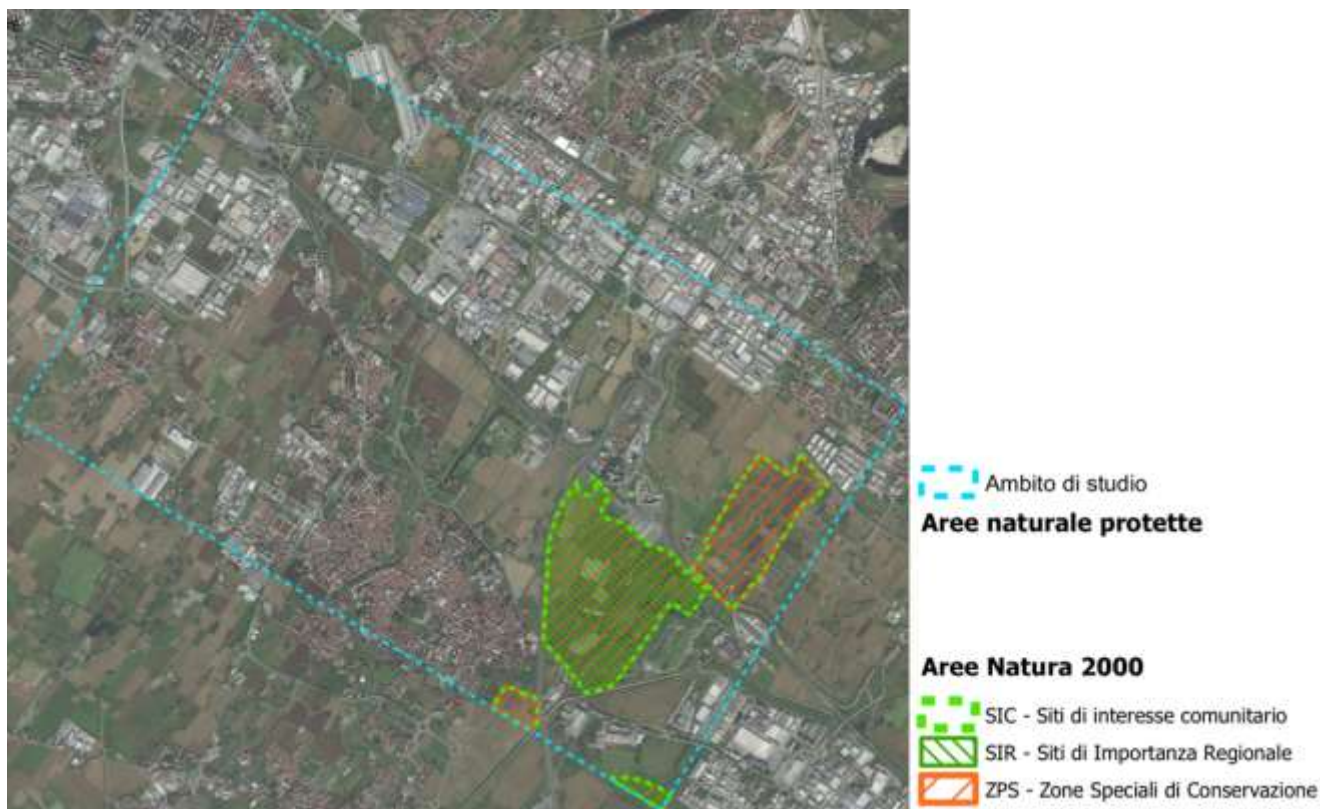 Ambito di studio
Aree naturale protette
Aree Natura 2000
SIC - Siti di interesse comunitario
SIR - Siti di Importanza Regionale
ZPS - Zone Speciali di Conservazione